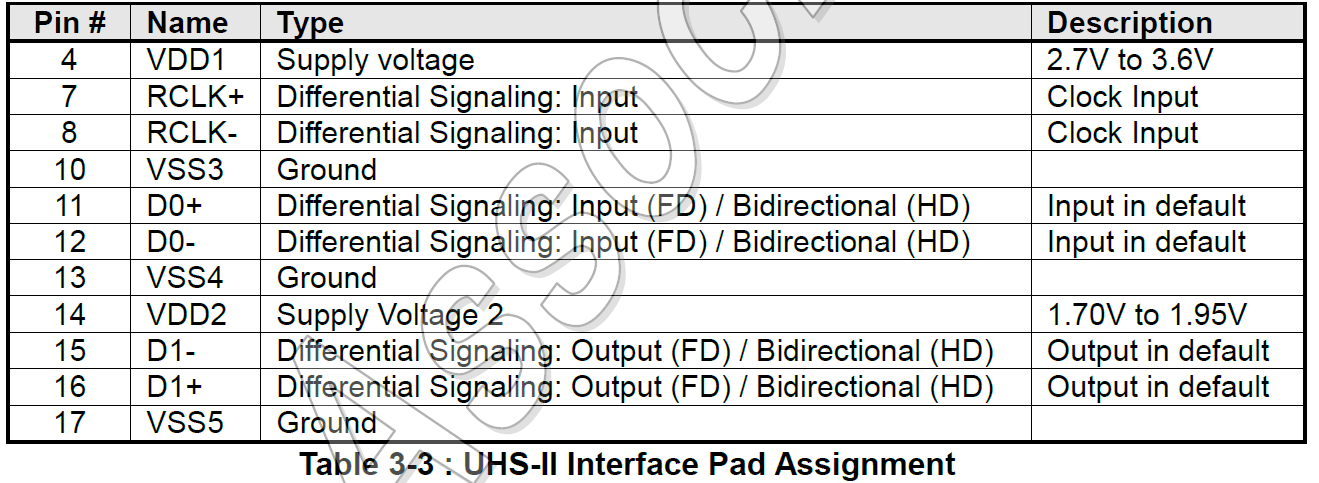 Pin # Name Type Description
4 VDD1 Supply voltage 2.7V to 3.6V
7 RCLK+ Differential Signaling: Input Clock Input
8 RCLK- Differential Signaling: Input Clock Input
10 VSS3 Ground
11 D0+ Differential Signaling: Input (FD) / Bidirectional (HD) Input in default
12 D0- Differential Signaling: Input (FD) / Bidirectional (HD) Input in default
13 VSS4 Ground
14 VDD2 Supply Voltage 2 1.70V to 1.95V
15 D1- Differential Signaling: Output (FD) / Bidirectional (HD) Output in default
16 D1+ Differential Signaling: Output (FD) / Bidirectional (HD) Output in default
17 VSS5 Ground
Table 3-3 : UHS-II Interface Pad Assignment